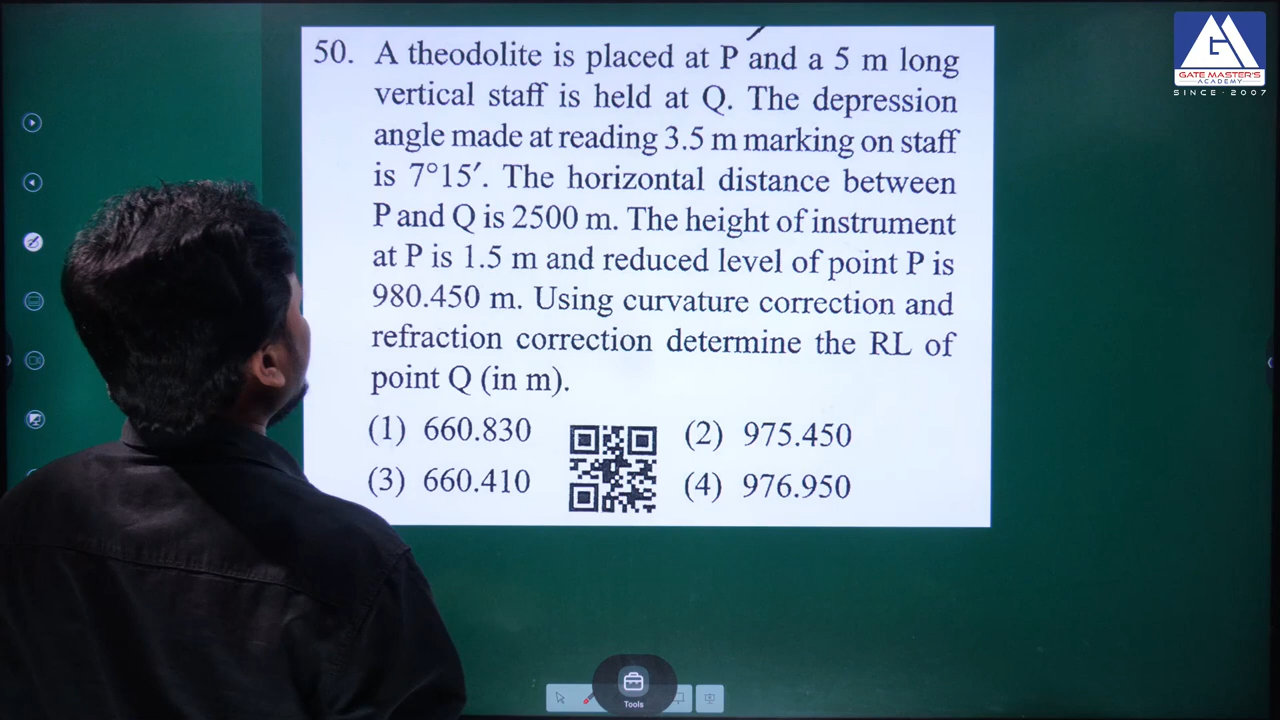 GATE MASTER'S
ACADEMY
SINCE - 2007
50. A theodolite is placed at P and a 5 m long
vertical staff is held at Q. The depression
angle made at reading 3.5 m marking on staff
is 7°15′. The horizontal distance between
P and Q is 2500 m. The height of instrument
at P is 1.5 m and reduced level of point P is
980.450 m. Using curvature correction and
refraction correction determine the RL of
point Q (in m).
(1) 660.830 (2) 975.450
(3) 660.410 (4) 976.950
Tools